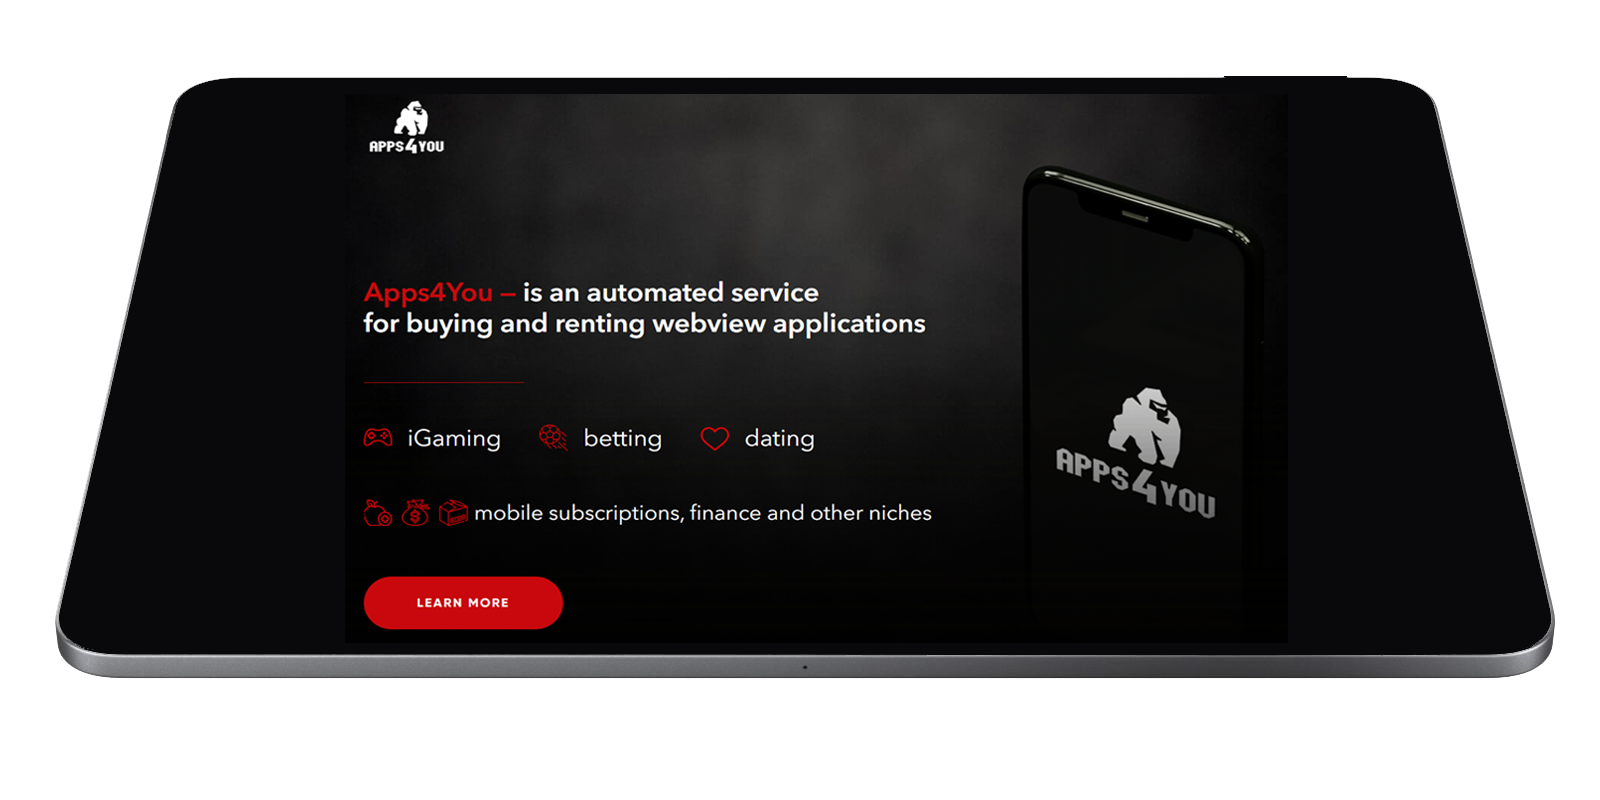 APPS4YOU
Apps4You – is an automated service
for buying and renting webview applications
iGaming
betting
dating
mobile subscriptions, finance and other niches
LEARN MORE
APPS4YOU